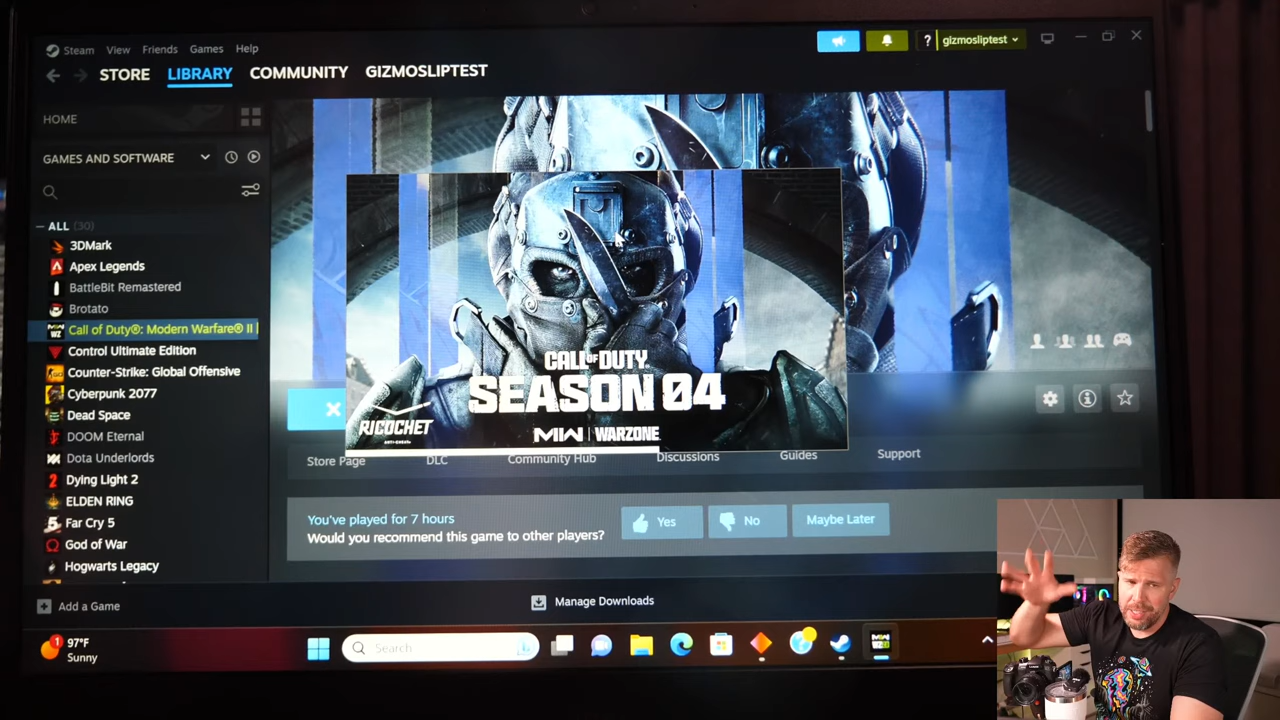 Steam View Friends Games Help
? gizmosliptest
STORE LIBRARY COMMUNITY GIZMOSLIPTEST
HOME
GAMES AND SOFTWARE
ALL (30)
3DMark
Apex Legends
BattleBit Remastered
Brotato
Call of Duty®: Modern Warfare® II |
Control Ultimate Edition
Counter-Strike: Global Offensive
Cyberpunk 2077
Dead Space
DOOM Eternal
Dota Underlords
Dying Light 2
ELDEN RING
Far Cry 5
God of War
Hogwarts Legacy
CALL OF DUTY
SEASON 04
RICOCHET
ANTI-CHEAT
MW | WARZONE
Store Page DLC Community Hub Discussions Guides Support
You've played for 7 hours
Would you recommend this game to other players?
Yes No Maybe Later
Add a Game
Manage Downloads
1
97°F
Sunny
Search